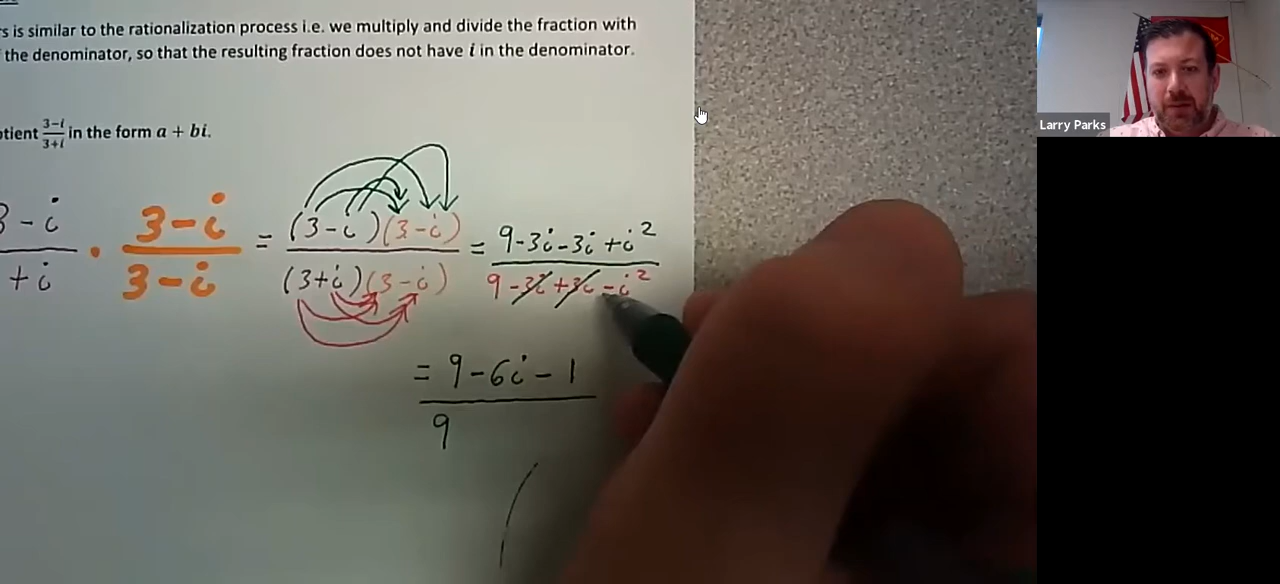 s is similar to the rationalization process i.e. we multiply and divide the fraction with
the denominator, so that the resulting fraction does not have i in the denominator.
Larry Parks
otient 3−i/3+i in the form a + bi.
3 - i / + i · 3-i / 3-i = (3-i)(3-i) / (3+i)(3-i) = 9-3i-3i+i² / 9-3i+3i-i²
= 9-6i-1 / 9